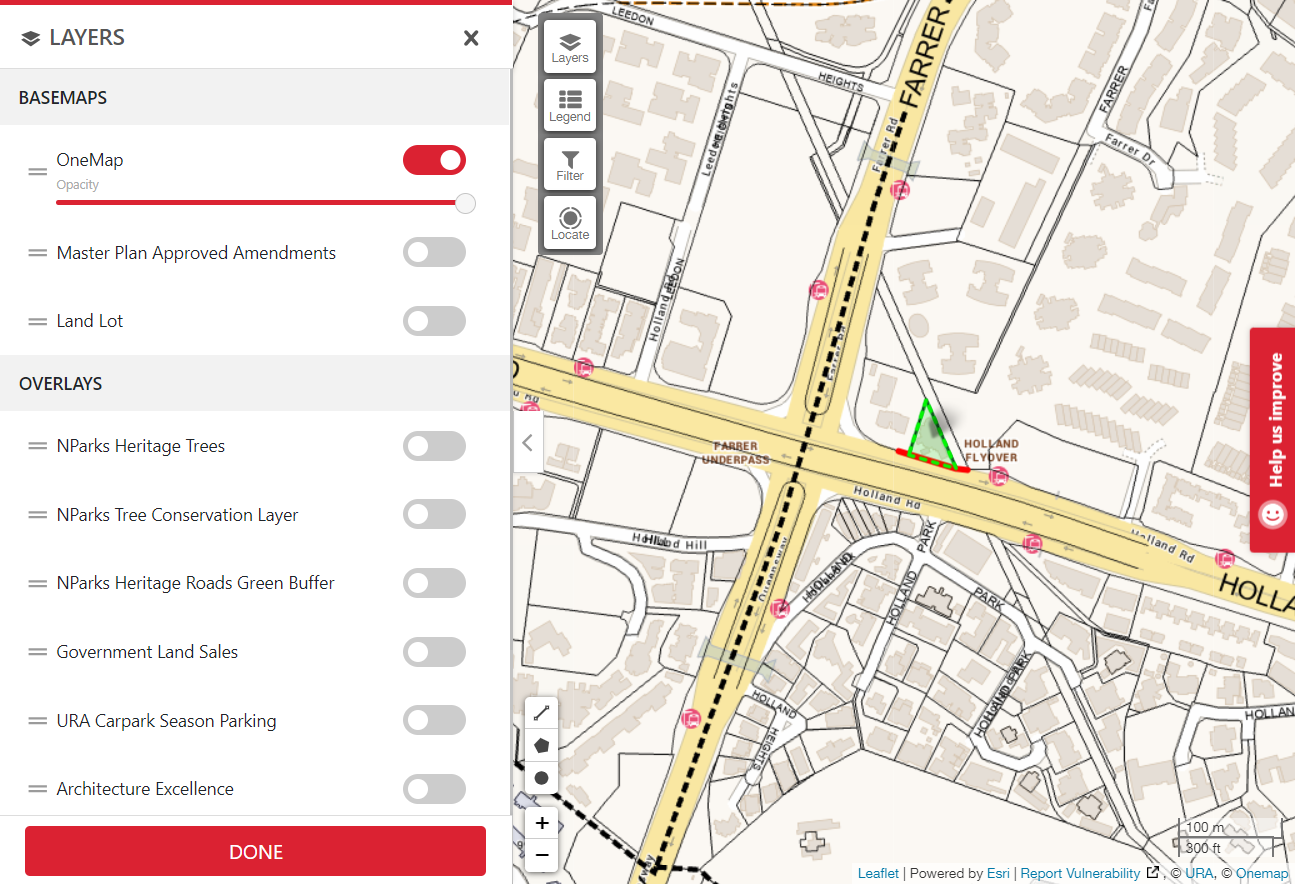 LAYERS
BASEMAPS
OneMap
Opacity
Master Plan Approved Amendments
Land Lot
OVERLAYS
NParks Heritage Trees
NParks Tree Conservation Layer
NParks Heritage Roads Green Buffer
Government Land Sales
URA Carpark Season Parking
Architecture Excellence
DONE
Layers
Legend
Filter
Locate
LEEDON
HEIGHTS
FARRER
FARRER
Farrer Dr
Farrer Rd
Leedon Heights
LEEDON
Holland Rd
Farrer Rd
FARRER
UNDERPASS
HOLLAND
FLYOVER
Holland Rd
Holland Rd
HOLLA
Holland Hill
Queensway
HOLLAND
PARK
HOLLAND
PARK
HOLLAND PARK
HOLLAND
HEIGHTS
HOLLAN
Help us improve
100 m
300 ft
Leaflet | Powered by Esri | Report Vulnerability , © URA, © Onemap